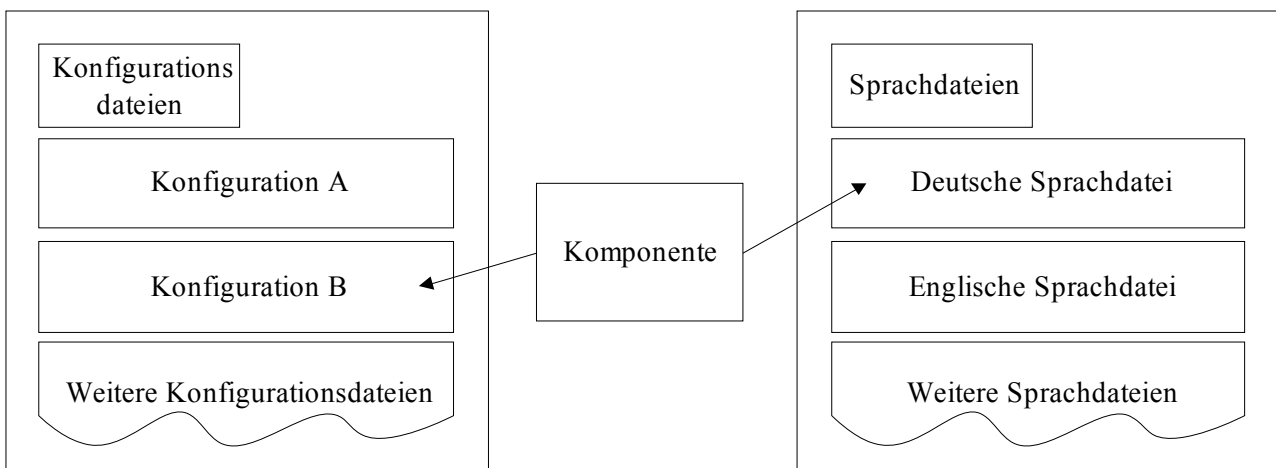 Konfigurations
dateien
Konfiguration A
Konfiguration B
Weitere Konfigurationsdateien
Komponente
Sprachdateien
Deutsche Sprachdatei
Englische Sprachdatei
Weitere Sprachdateien